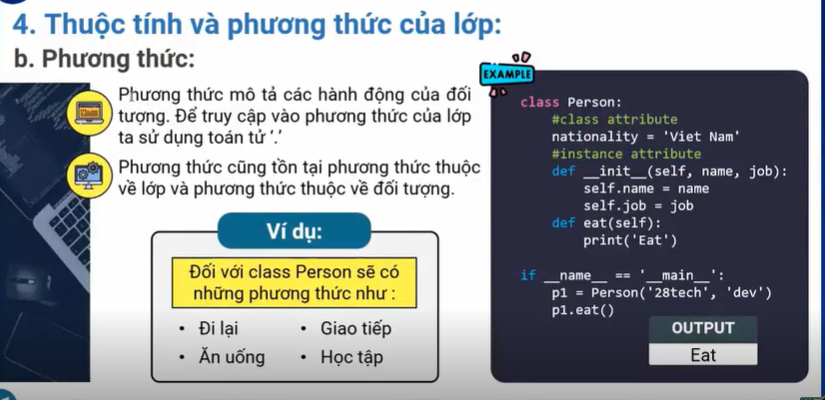 4. Thuộc tính và phương thức của lớp:
b. Phương thức:
Phương thức mô tả các hành động của đối
tượng. Để truy cập vào phương thức của lớp
ta sử dụng toán tử ‘.’
Phương thức cũng tồn tại phương thức thuộc
về lớp và phương thức thuộc về đối tượng.
Ví dụ:
Đối với class Person sẽ có
những phương thức như :
• Đi lại
• Giao tiếp
• Ăn uống
• Học tập
EXAMPLE
class Person:
#class attribute
nationality = 'Viet Nam'
#instance attribute
def __init__(self, name, job):
self.name = name
self.job = job
def eat(self):
print('Eat')
if __name__ == '__main__':
p1 = Person('28tech', 'dev')
p1.eat()
OUTPUT
Eat